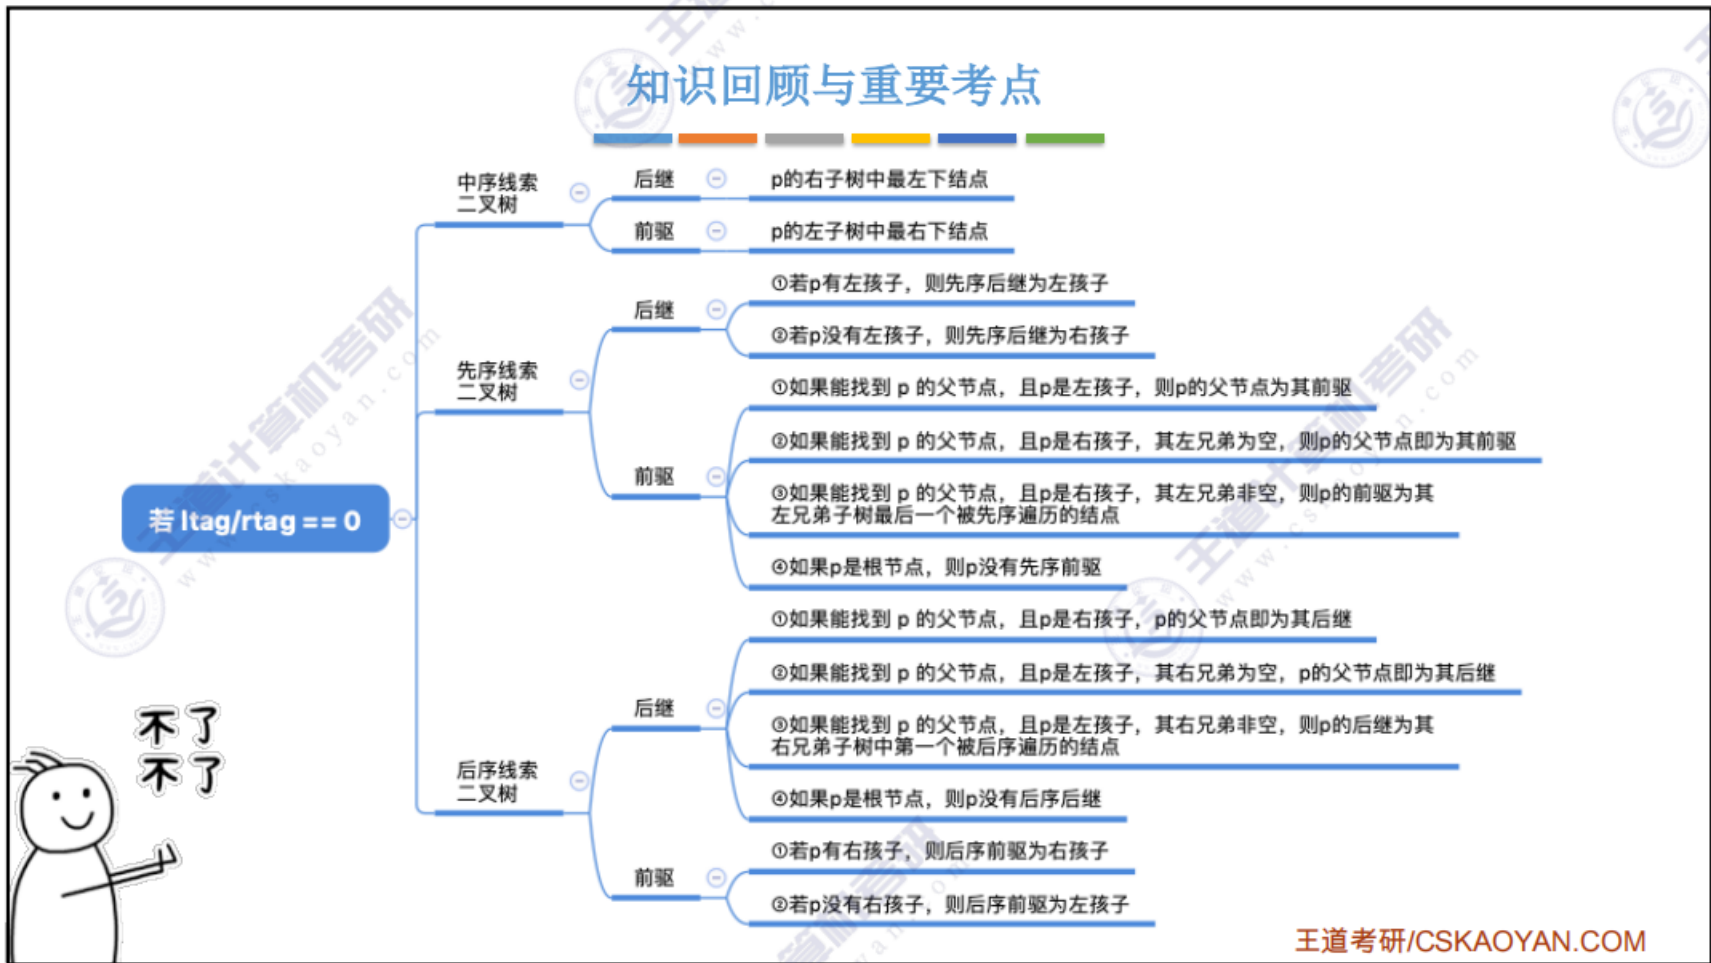 知识回顾与重要考点
若 ltag/rtag == 0
中序线索
二叉树
后继
p的右子树中最左下结点
前驱
p的左子树中最右下结点
先序线索
二叉树
后继
①若p有左孩子，则先序后继为左孩子
②若p没有左孩子，则先序后继为右孩子
前驱
①如果能找到 p 的父节点，且p是左孩子，则p的父节点为其前驱
②如果能找到 p 的父节点，且p是右孩子，其左兄弟为空，则p的父节点即为其前驱
③如果能找到 p 的父节点，且p是右孩子，其左兄弟非空，则p的前驱为其
左兄弟子树最后一个被先序遍历的结点
④如果p是根节点，则p没有先序前驱
后序线索
二叉树
后继
①如果能找到 p 的父节点，且p是右孩子，p的父节点即为其后继
②如果能找到 p 的父节点，且p是左孩子，其右兄弟为空，p的父节点即为其后继
③如果能找到 p 的父节点，且p是左孩子，其右兄弟非空，则p的后继为其
右兄弟子树中第一个被后序遍历的结点
④如果p是根节点，则p没有后序后继
前驱
①若p有右孩子，则后序前驱为右孩子
②若p没有右孩子，则后序前驱为左孩子
不了
不了
王道考研/CSKAOYAN.COM
王道计算机考研
www.cskaoyan.com
王道计算机考研
www.cskaoyan.com